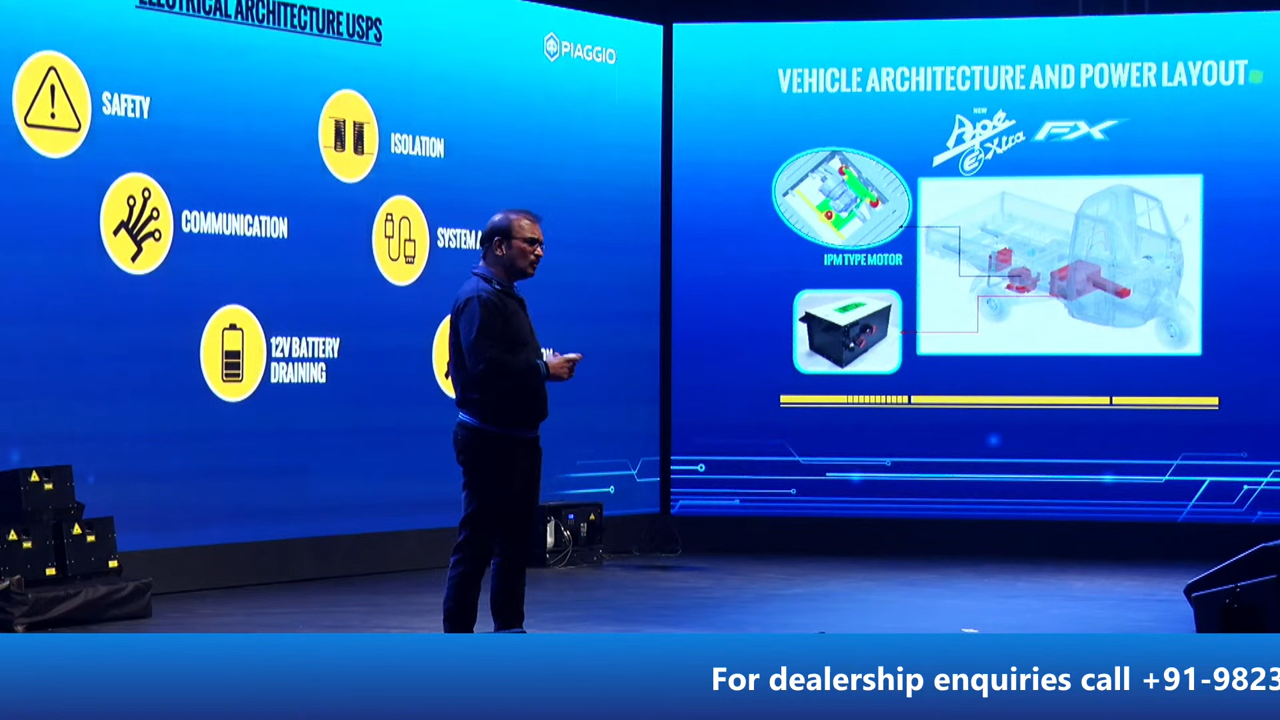 ELECTRICAL ARCHITECTURE USPS
PIAGGIO
SAFETY
ISOLATION
COMMUNICATION
SYSTEM
12V BATTERY
DRAINING
VEHICLE ARCHITECTURE AND POWER LAYOUT
NEW
Ape
E-Xtra FX
IPM TYPE MOTOR
For dealership enquiries call +91-9823